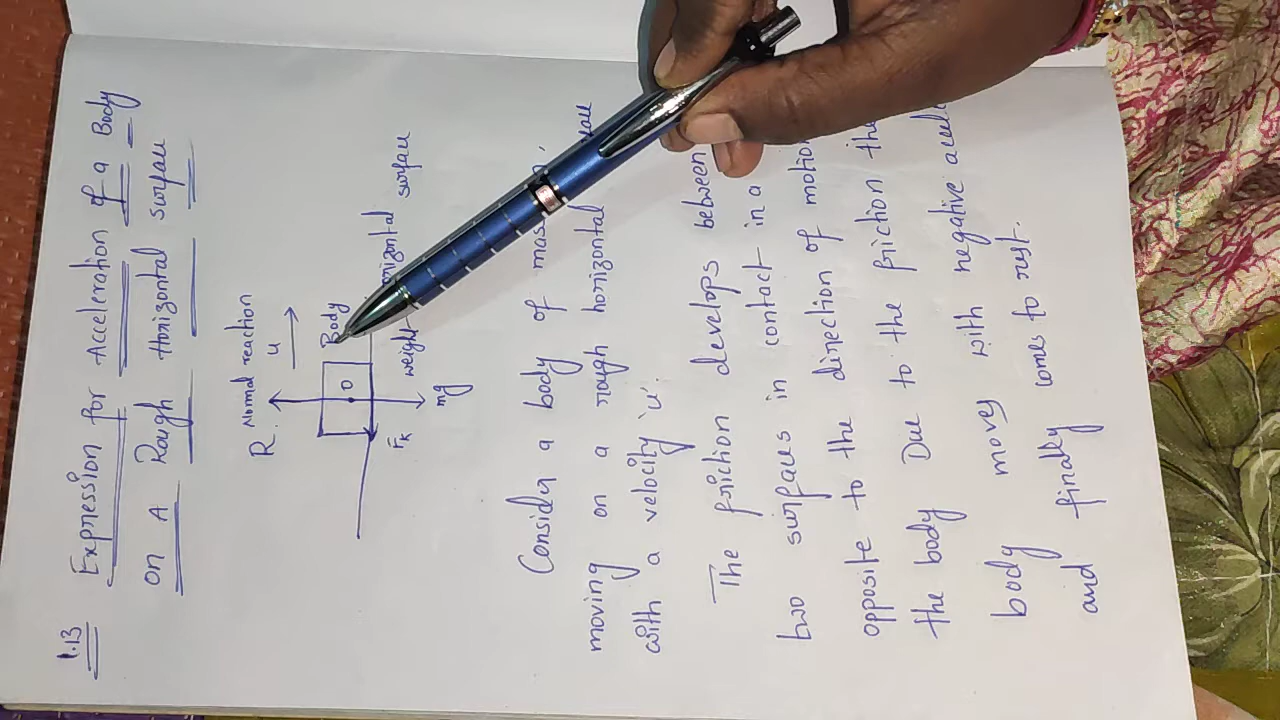 1.13 Expression for Acceleration of a Body
on A Rough Horizontal surface
R. Normal reaction
u
Body
O
FK weight orizontal surface
mg
Consider a body of mass
moving on a rough horizontal
with a velocity 'u'.
The friction develops between
two surfaces in contact in a
opposite to the direction of motion
the body Due to the friction the
body moves with negative accele
and finally comes to rest.